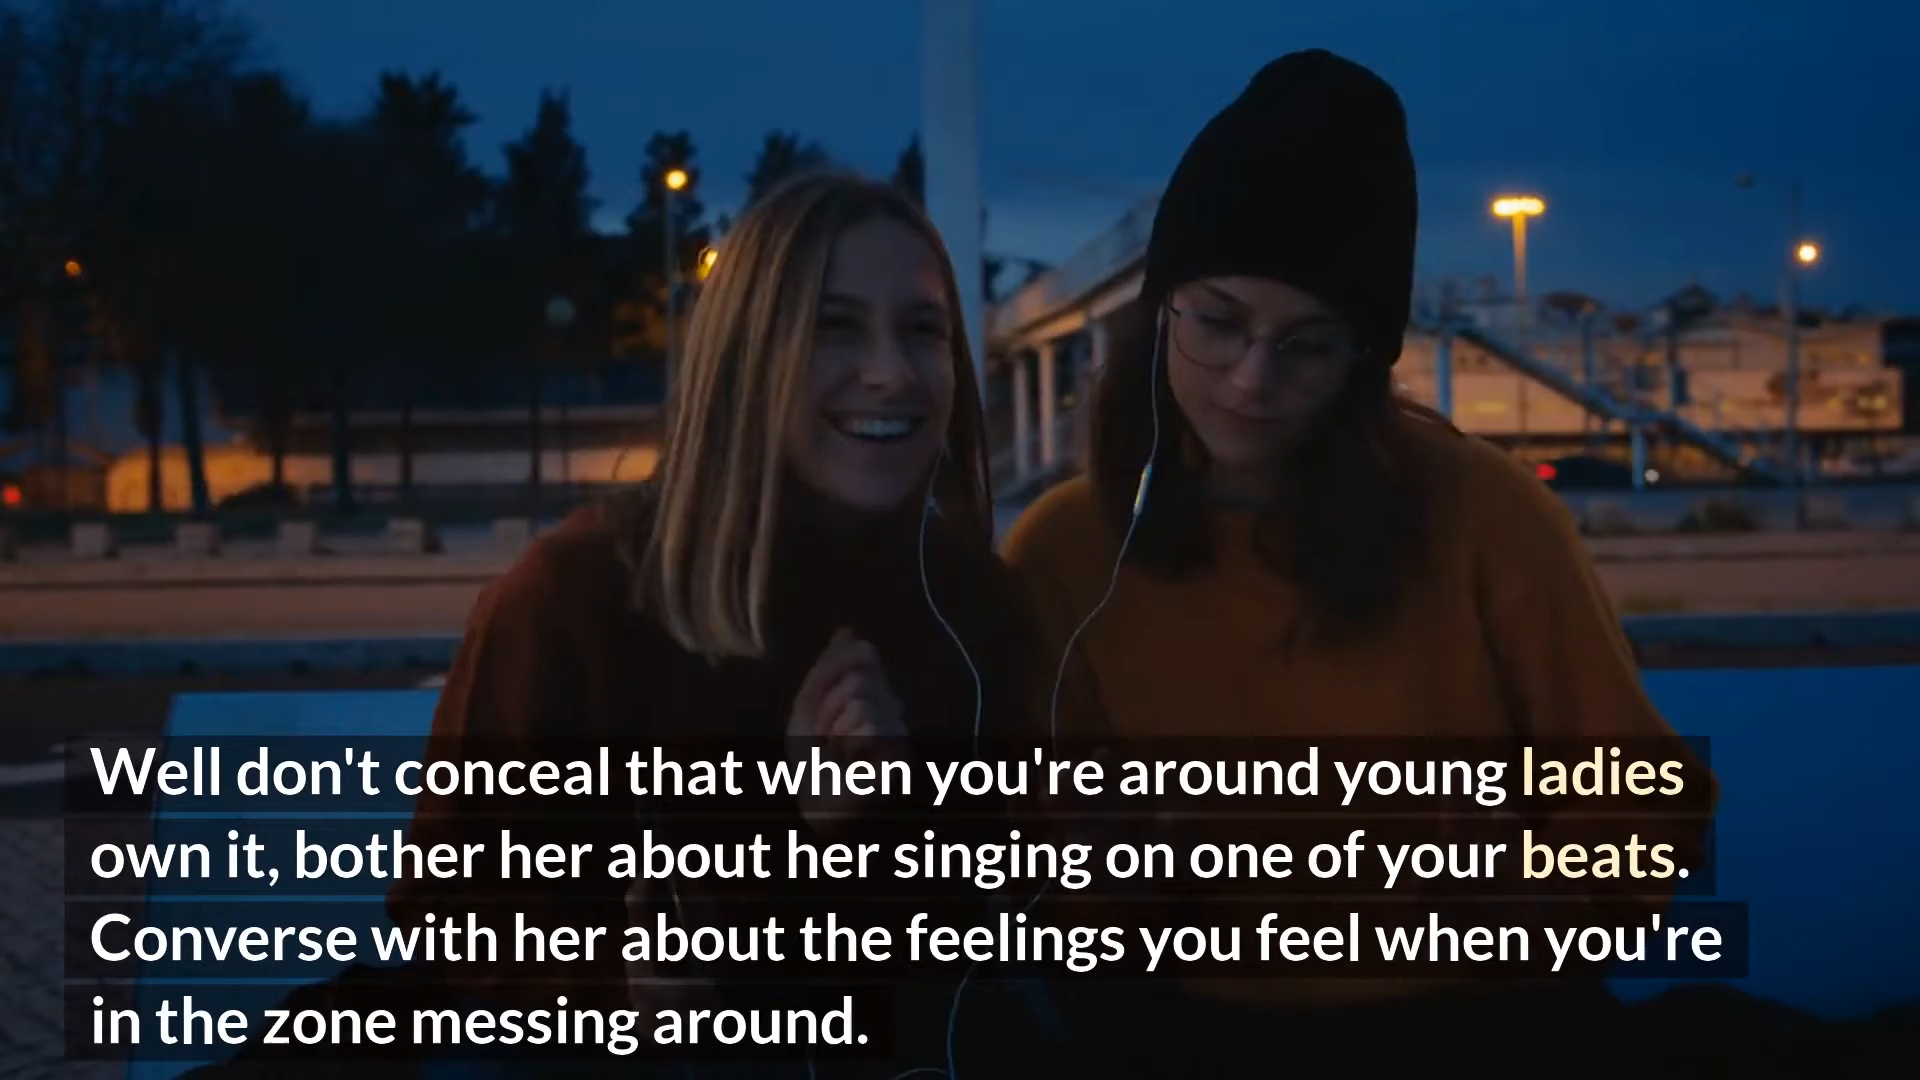 Well don't conceal that when you're around young ladies
own it, bother her about her singing on one of your beats.
Converse with her about the feelings you feel when you're
in the zone messing around.